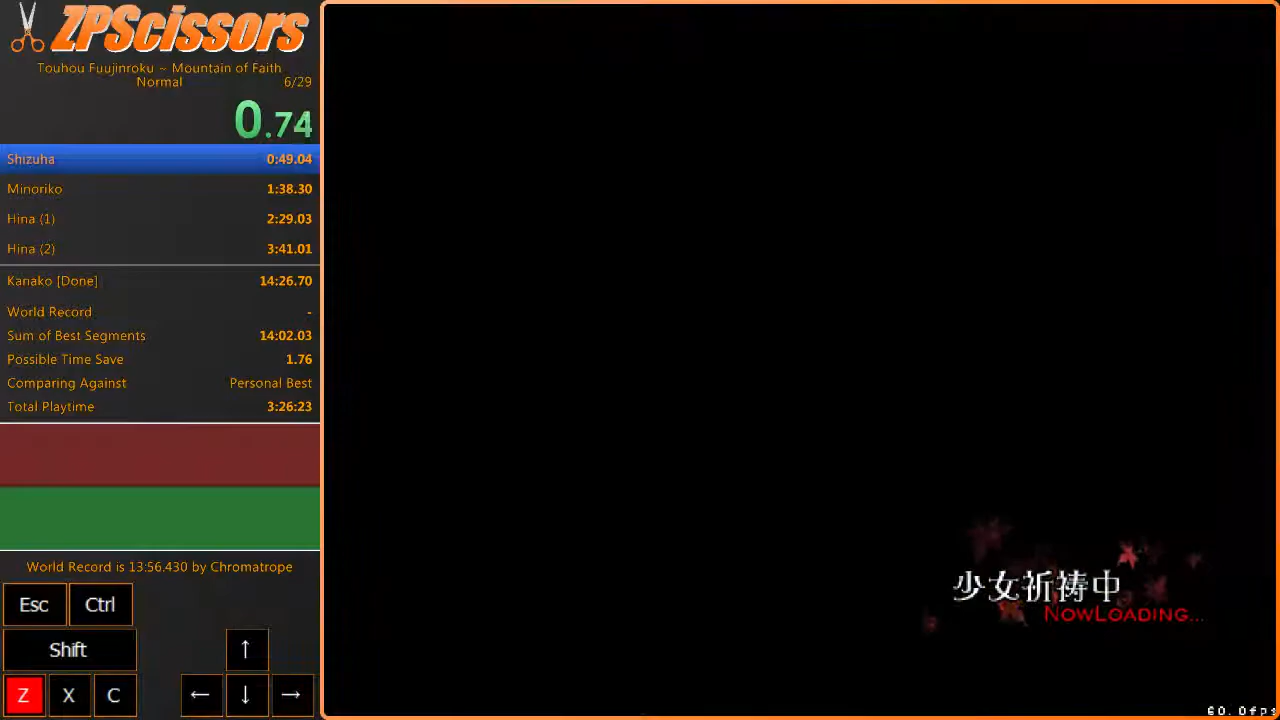 ZPScissors
Touhou Fuujinroku ~ Mountain of Faith
Normal 6/29
0.74
Shizuha 0:49.04
Minoriko 1:38.30
Hina (1) 2:29.03
Hina (2) 3:41.01
Kanako [Done] 14:26.70
World Record -
Sum of Best Segments 14:02.03
Possible Time Save 1.76
Comparing Against Personal Best
Total Playtime 3:26:23
World Record is 13:56.430 by Chromatrope
Esc Ctrl
Shift ↑
Z X C ← ↓ →
少女祈祷中
NowLoading...
60.0fps